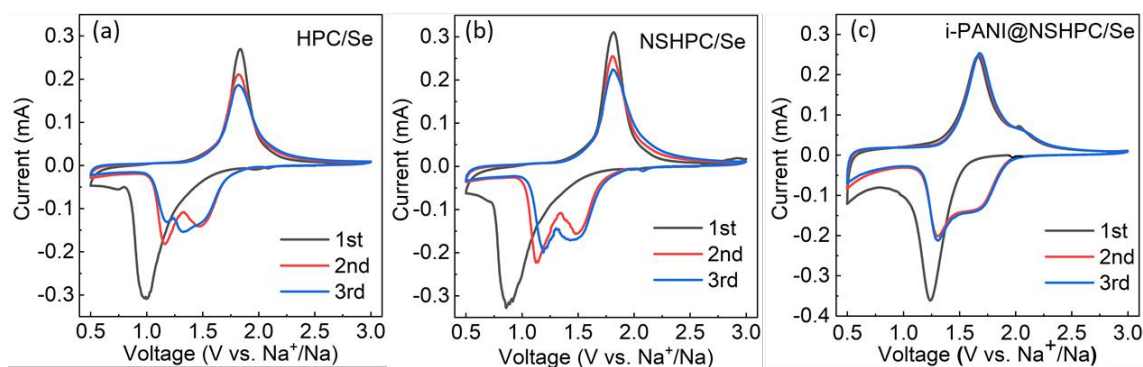 (a)
HPC/Se
0.3
0.2
0.1
0.0
-0.1
-0.2
-0.3
Current (mA)
1st
2nd
3rd
0.5 1.0 1.5 2.0 2.5 3.0
Voltage (V vs. Na⁺/Na)
(b)
NSHPC/Se
0.3
0.2
0.1
0.0
-0.1
-0.2
-0.3
Current (mA)
1st
2nd
3rd
0.5 1.0 1.5 2.0 2.5 3.0
Voltage (V vs. Na⁺/Na)
(c)
i-PANI@NSHPC/Se
0.3
0.2
0.1
0.0
-0.1
-0.2
-0.3
-0.4
Current (mA)
1st
2nd
3rd
0.5 1.0 1.5 2.0 2.5 3.0
Voltage (V vs. Na⁺/Na)